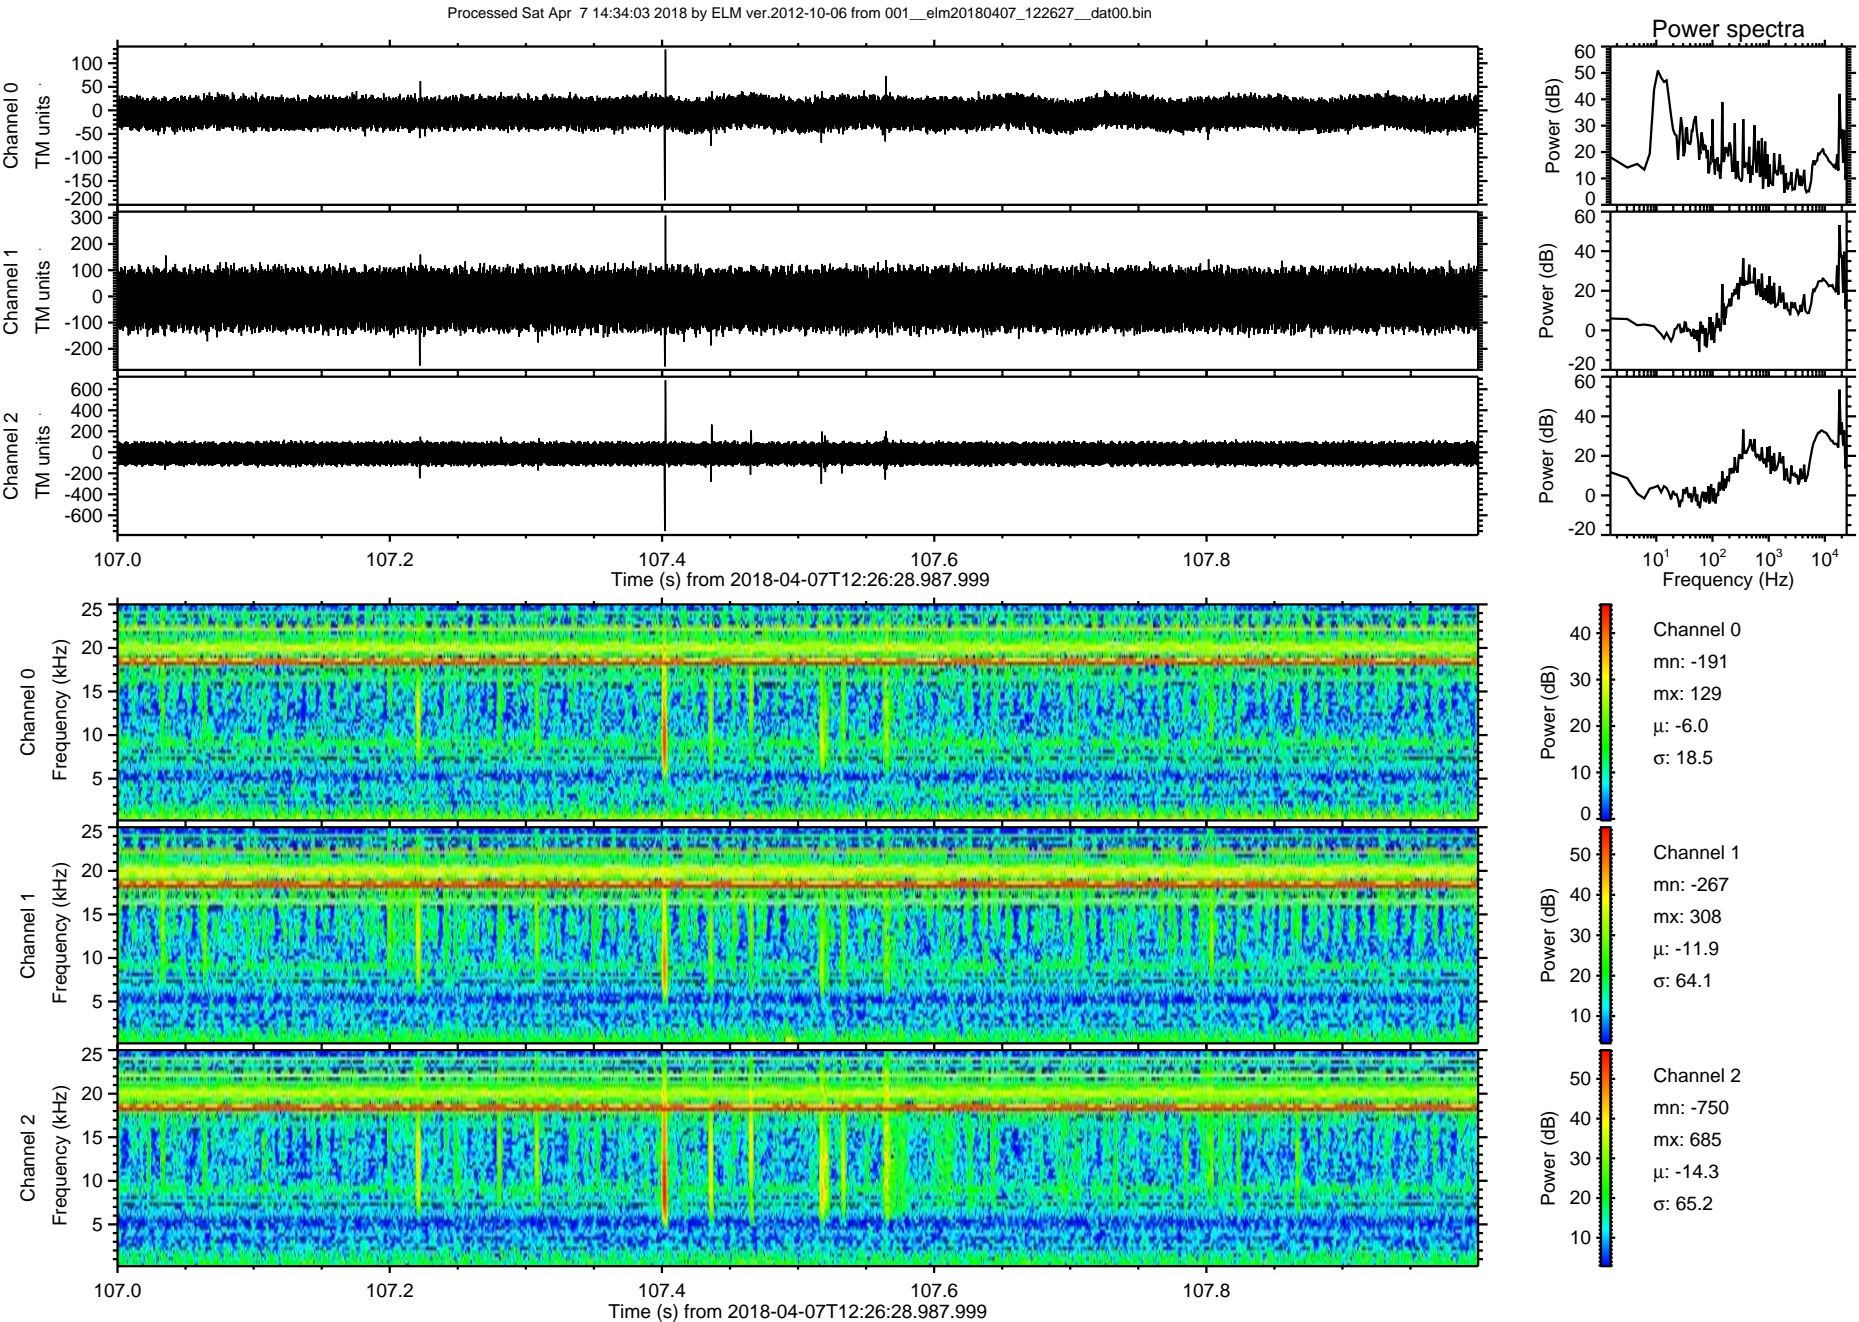 Processed Sat Apr  7 14:34:03 2018 by ELM ver.2012-10-06 from 001__elm20180407_122627__dat00.bin
Power spectra
Channel 0
TM units
100
50
0
-50
-100
-150
-200
Power (dB)
60
50
40
30
20
10
0
Channel 1
TM units
300
200
100
0
-100
-200
Power (dB)
60
40
20
0
-20
Channel 2
TM units
600
400
200
0
-200
-400
-600
Power (dB)
60
40
20
0
-20
107.0 107.2 107.4 107.6 107.8
Time (s) from 2018-04-07T12:26:28.987.999
10^1 10^2 10^3 10^4
Frequency (Hz)
Channel 0
Frequency (kHz)
25
20
15
10
5
Power (dB)
40
30
20
10
0
Channel 0
mn: -191
mx: 129
µ: -6.0
σ: 18.5
Channel 1
Frequency (kHz)
25
20
15
10
5
Power (dB)
50
40
30
20
10
Channel 1
mn: -267
mx: 308
µ: -11.9
σ: 64.1
Channel 2
Frequency (kHz)
25
20
15
10
5
Power (dB)
50
40
30
20
10
Channel 2
mn: -750
mx: 685
µ: -14.3
σ: 65.2
107.0 107.2 107.4 107.6 107.8
Time (s) from 2018-04-07T12:26:28.987.999